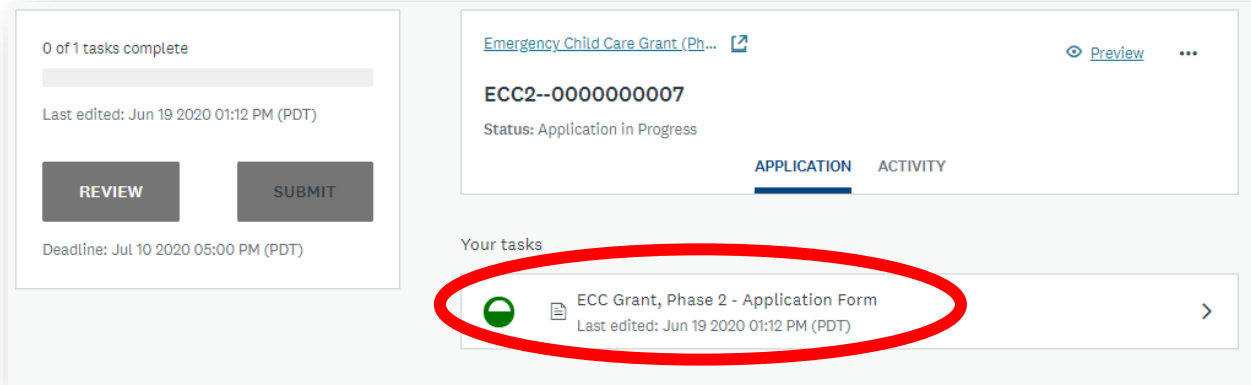 0 of 1 tasks complete
Last edited: Jun 19 2020 01:12 PM (PDT)
REVIEW
SUBMIT
Deadline: Jul 10 2020 05:00 PM (PDT)
Emergency Child Care Grant (Ph...
Preview
...
ECC2--0000000007
Status: Application in Progress
APPLICATION
ACTIVITY
Your tasks
ECC Grant, Phase 2 - Application Form
Last edited: Jun 19 2020 01:12 PM (PDT)